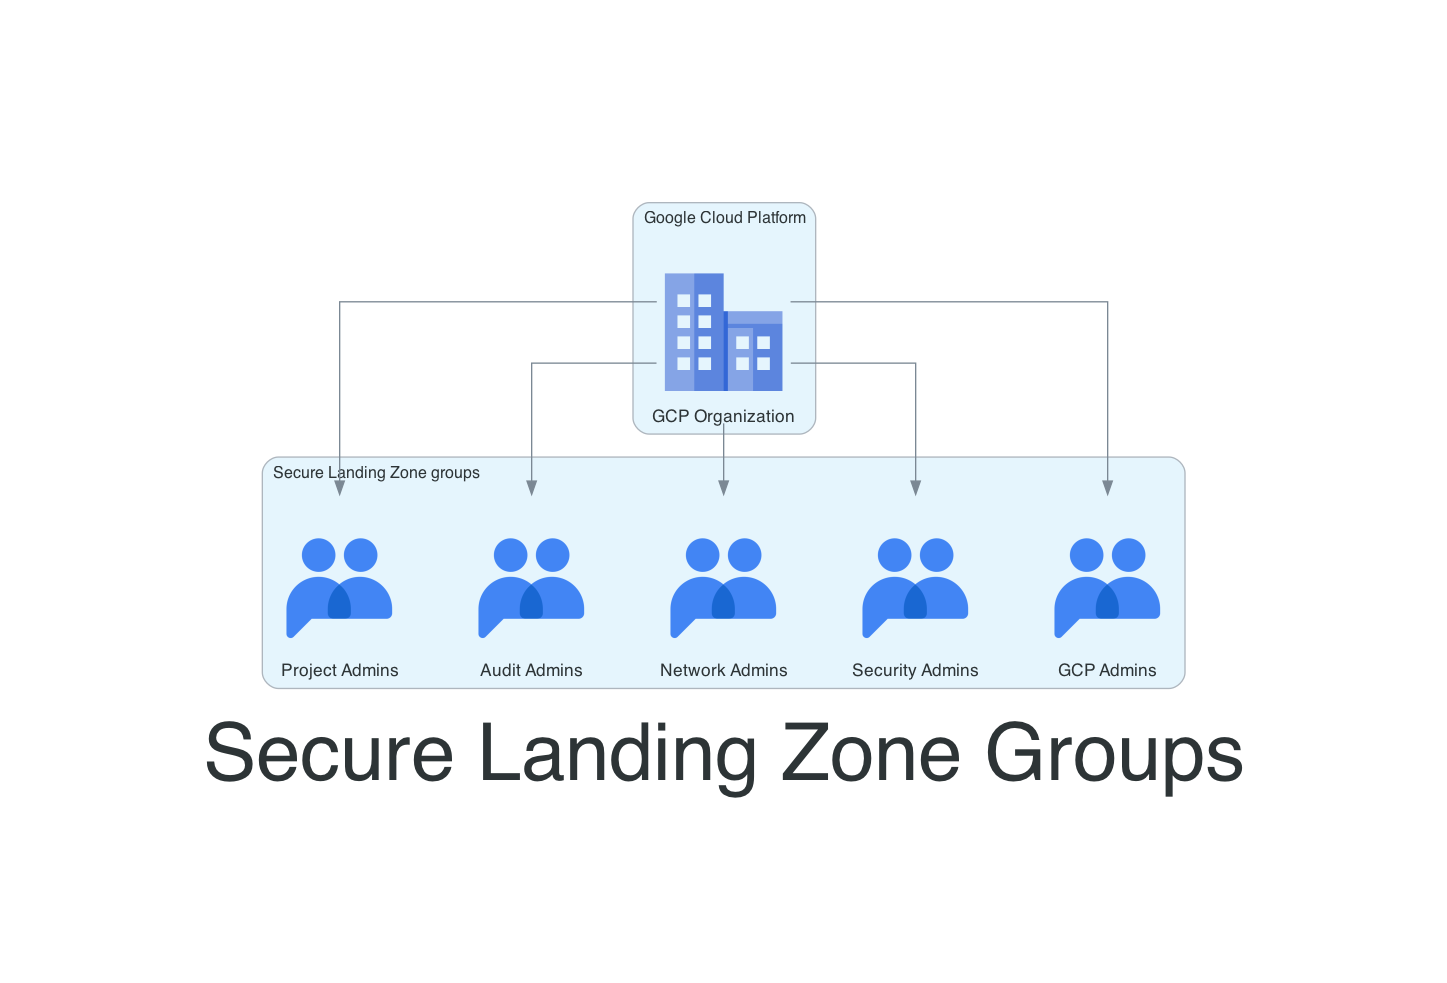 Google Cloud Platform
GCP Organization
Secure Landing Zone groups
Project Admins
Audit Admins
Network Admins
Security Admins
GCP Admins
Secure Landing Zone Groups